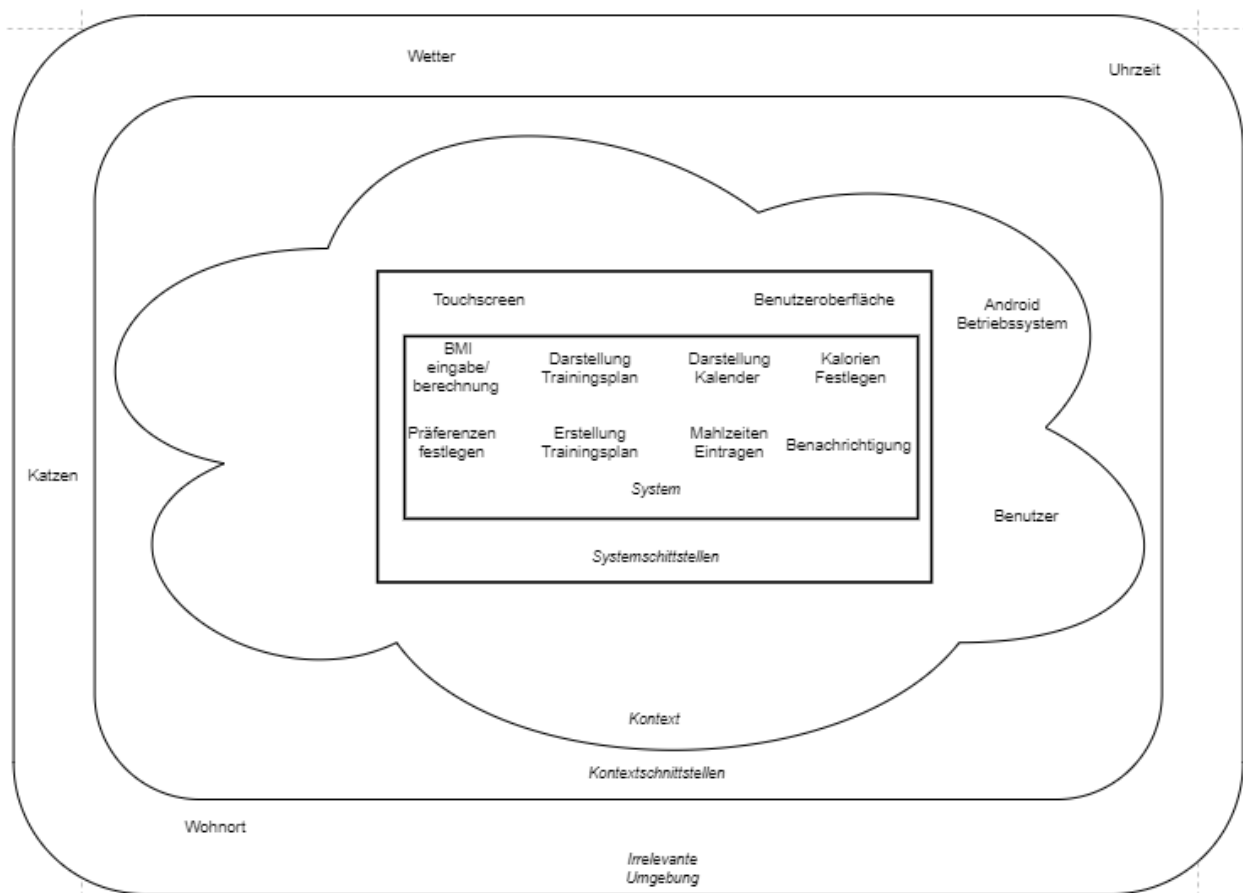 Wetter
Uhrzeit
Touchscreen
Benutzeroberfläche
Android
Betriebssystem
BMI
eingabe/
berechnung
Darstellung
Trainingsplan
Darstellung
Kalender
Kalorien
Festlegen
Präferenzen
festlegen
Erstellung
Trainingsplan
Mahlzeiten
Eintragen
Benachrichtigung
Katzen
System
Benutzer
Systemschittstellen
Kontext
Kontextschnittstellen
Wohnort
Irrelevante
Umgebung